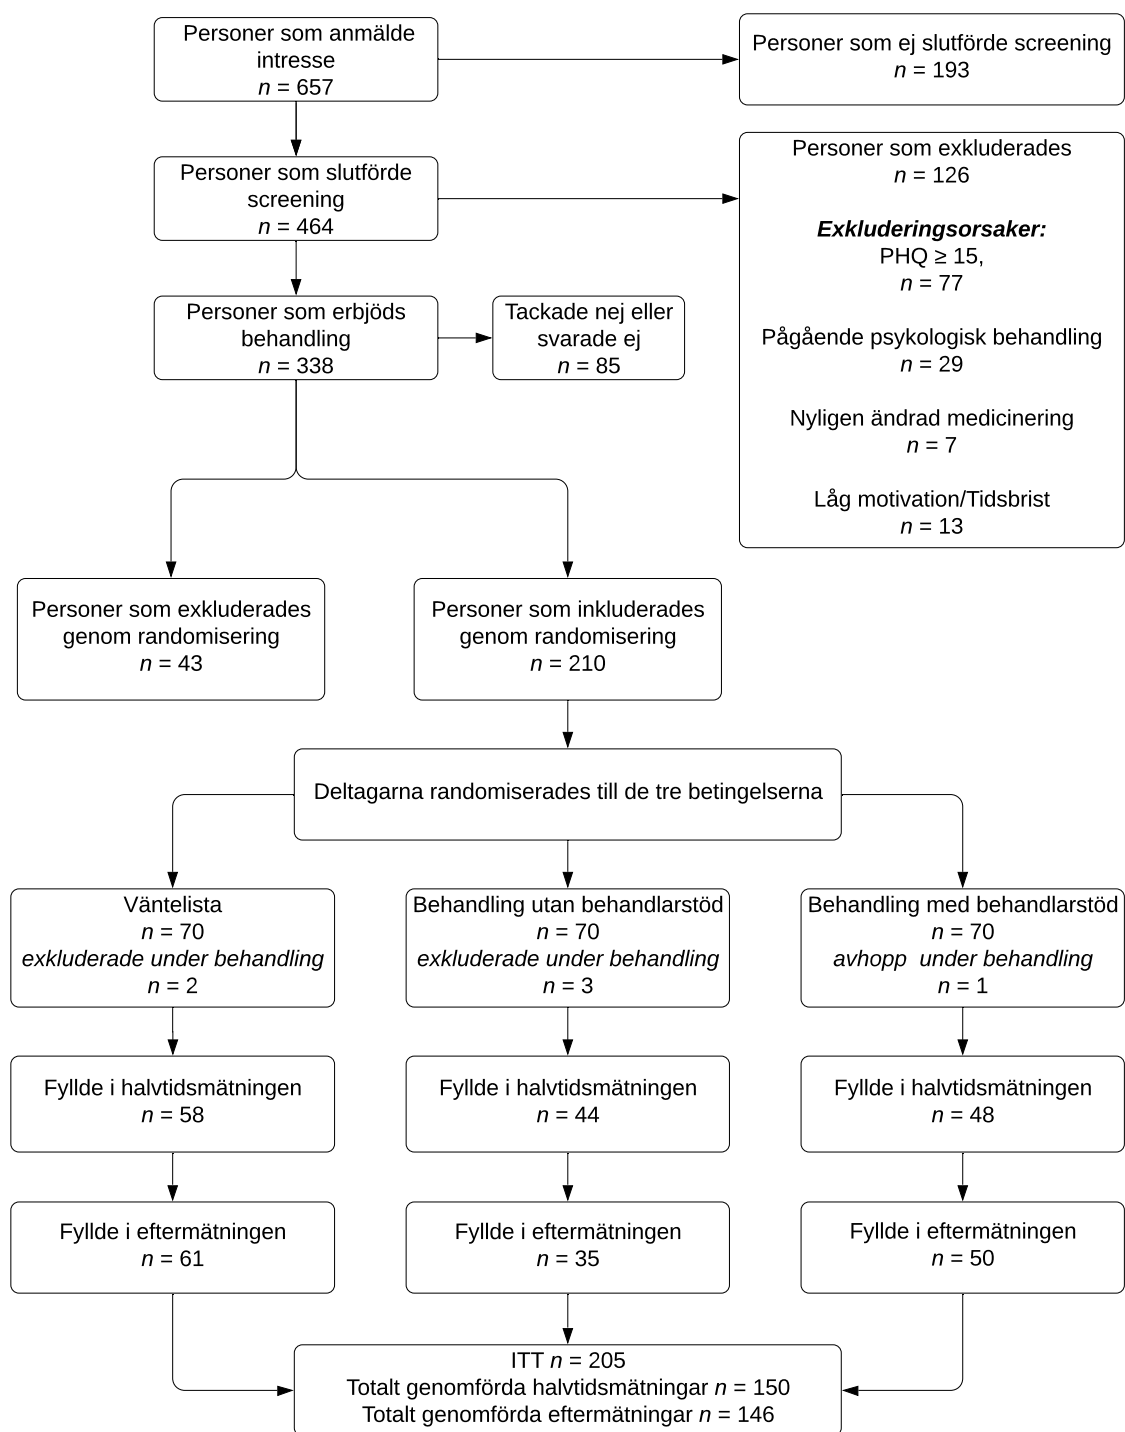 Personer som anmälde
intresse
n = 657
Personer som ej slutförde screening
n = 193
Personer som slutförde
screening
n = 464
Personer som exkluderades
n = 126
Exkluderingsorsaker:
PHQ ≥ 15,
n = 77
Pågående psykologisk behandling
n = 29
Nyligen ändrad medicinering
n = 7
Låg motivation/Tidsbrist
n = 13
Personer som erbjöds
behandling
n = 338
Tackade nej eller
svarade ej
n = 85
Personer som exkluderades
genom randomisering
n = 43
Personer som inkluderades
genom randomisering
n = 210
Deltagarna randomiserades till de tre betingelserna
Väntelista
n = 70
exkluderade under behandling
n = 2
Behandling utan behandlarstöd
n = 70
exkluderade under behandling
n = 3
Behandling med behandlarstöd
n = 70
avhopp  under behandling
n = 1
Fyllde i halvtidsmätningen
n = 58
Fyllde i halvtidsmätningen
n = 44
Fyllde i halvtidsmätningen
n = 48
Fyllde i eftermätningen
n = 61
Fyllde i eftermätningen
n = 35
Fyllde i eftermätningen
n = 50
ITT n = 205
Totalt genomförda halvtidsmätningar n = 150
Totalt genomförda eftermätningar n = 146